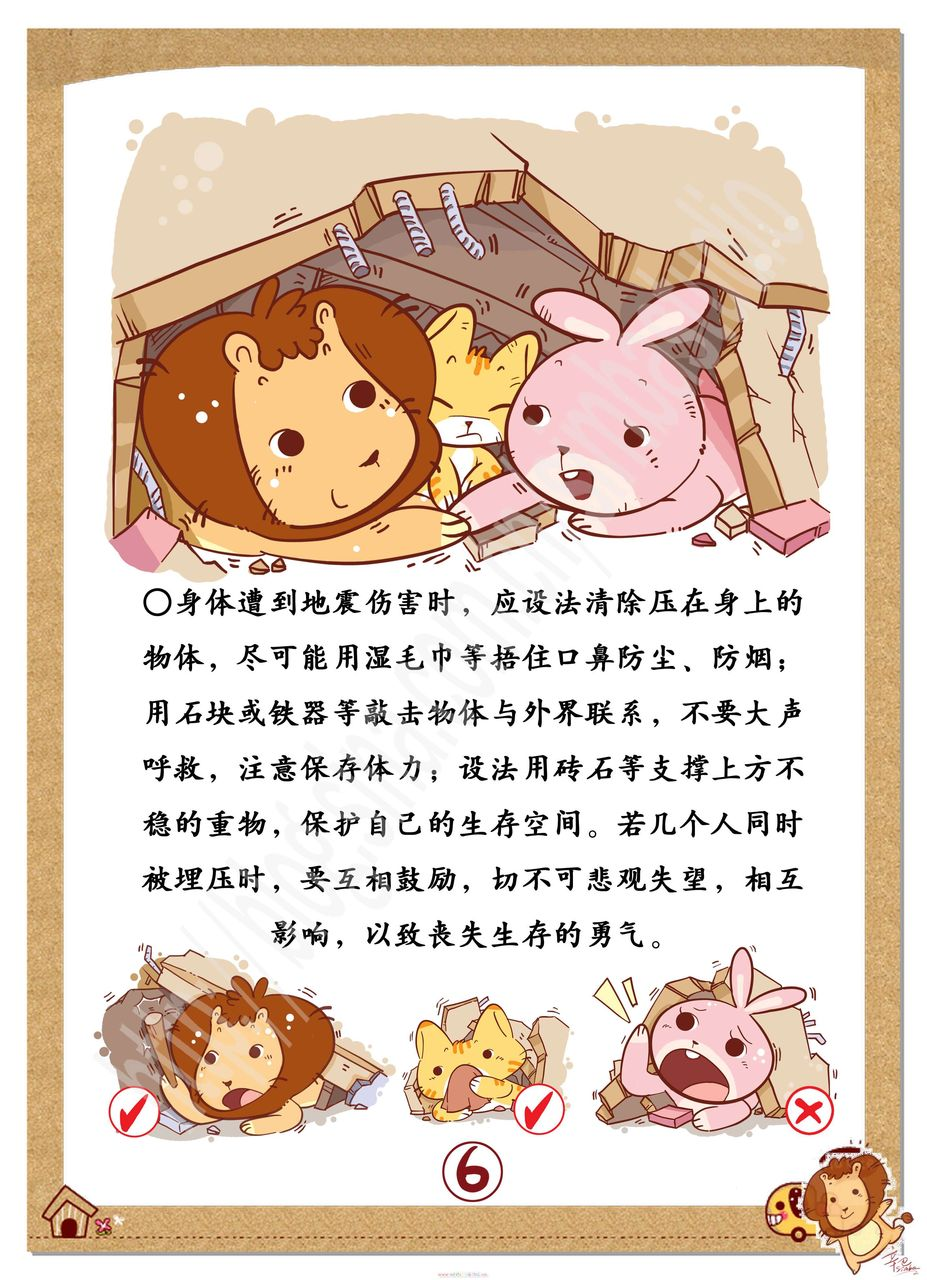 〇身体遭到地震伤害时，应设法清除压在身上的
物体，尽可能用湿毛巾等捂住口鼻防尘、防烟；
用石块或铁器等敲击物体与外界联系，不要大声
呼救，注意保存体力；设法用砖石等支撑上方不
稳的重物，保护自己的生存空间。若几个人同时
被埋压时，要互相鼓励，切不可悲观失望，相互
影响，以致丧失生存的勇气。
6